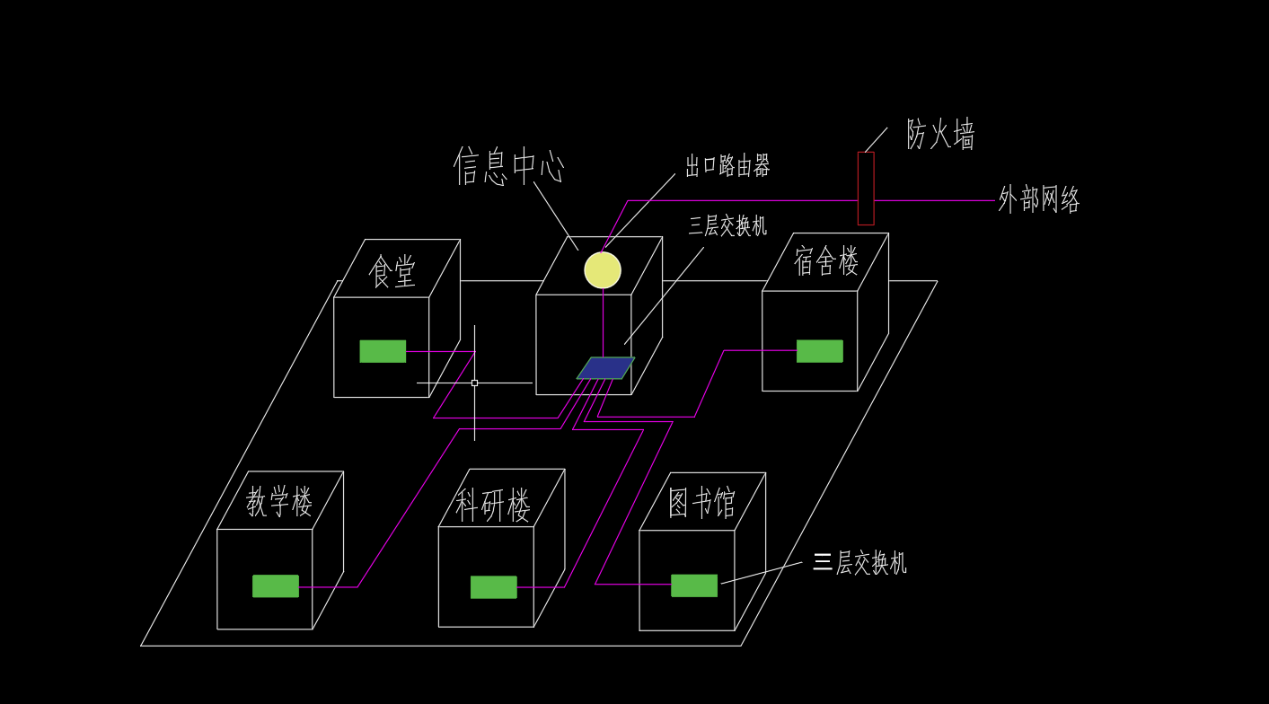 防火墙
信息中心
出口路由器
外部网络
三层交换机
食堂
宿舍楼
教学楼
科研楼
图书馆
三层交换机